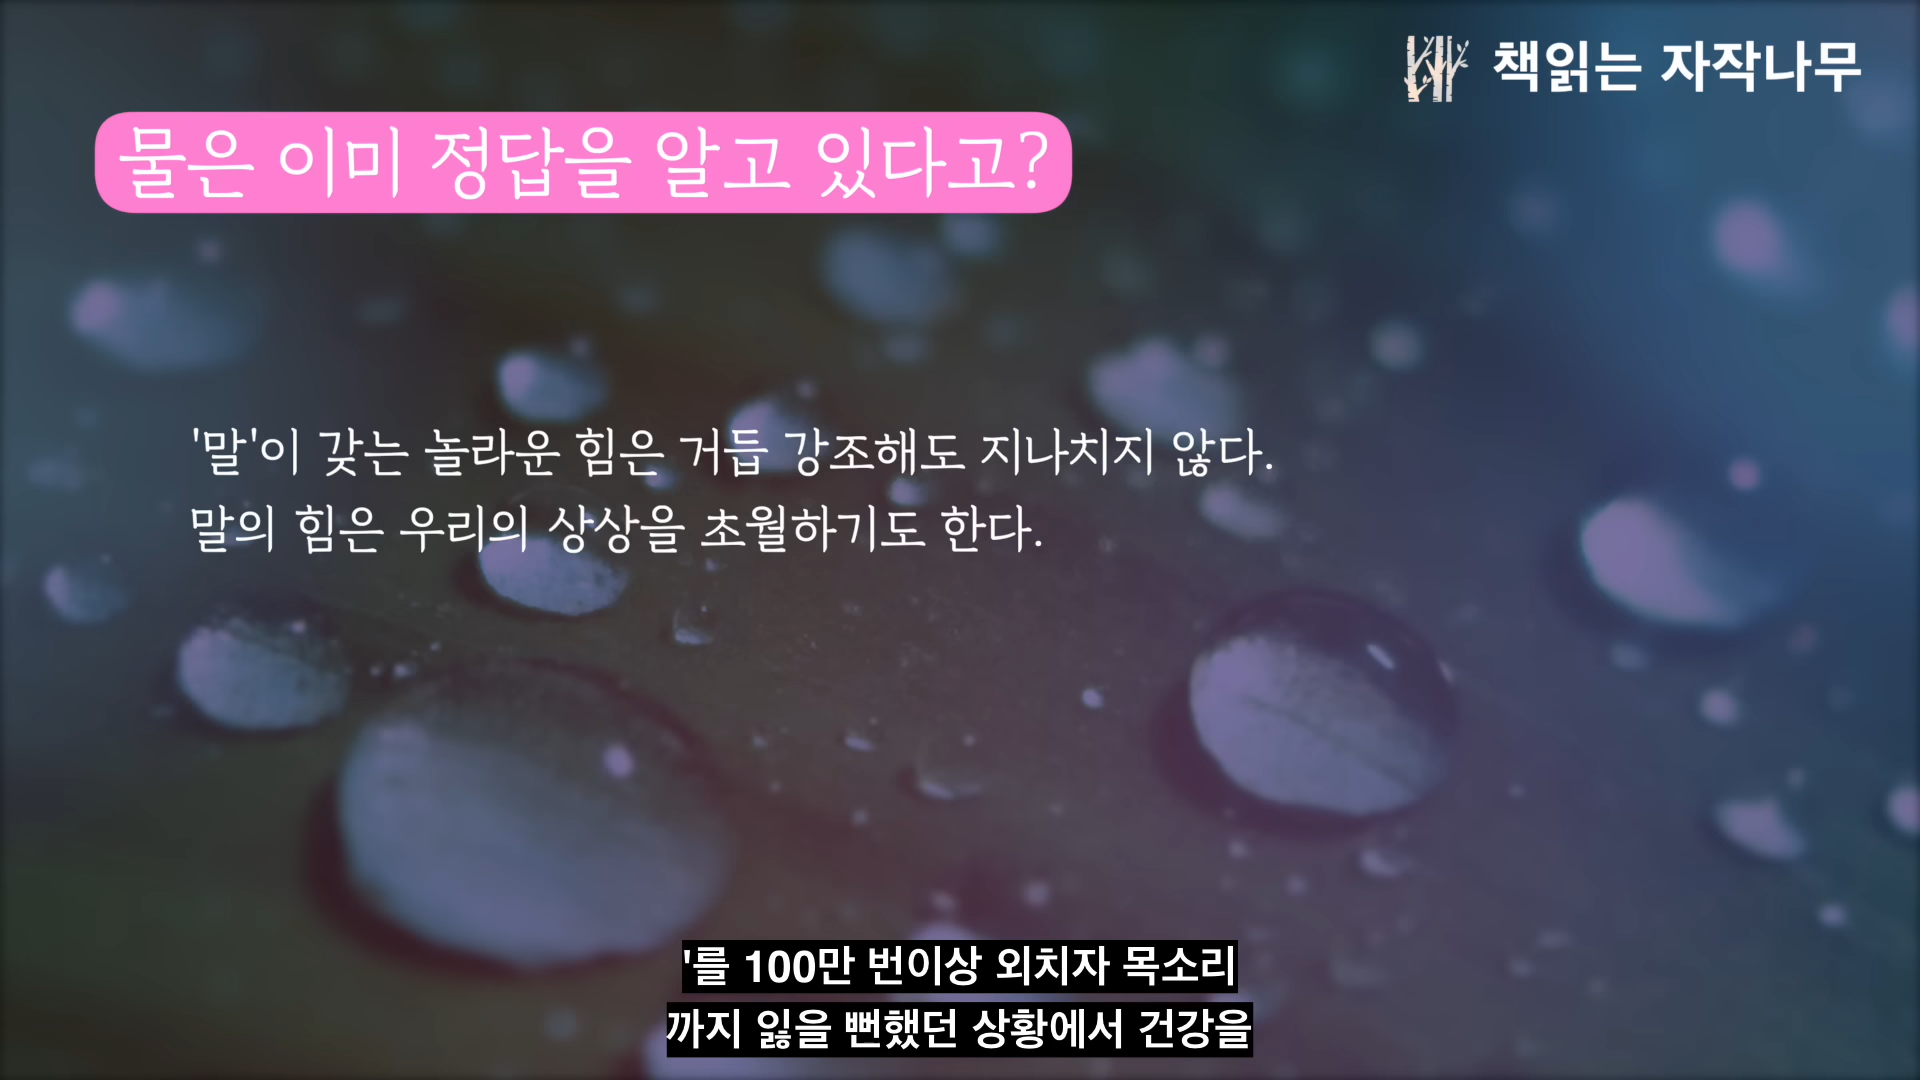 책읽는 자작나무
물은 이미 정답을 알고 있다고?
'말'이 갖는 놀라운 힘은 거듭 강조해도 지나치지 않다.
말의 힘은 우리의 상상을 초월하기도 한다.
'를 100만 번이상 외치자 목소리
까지 잃을 뻔했던 상황에서 건강을